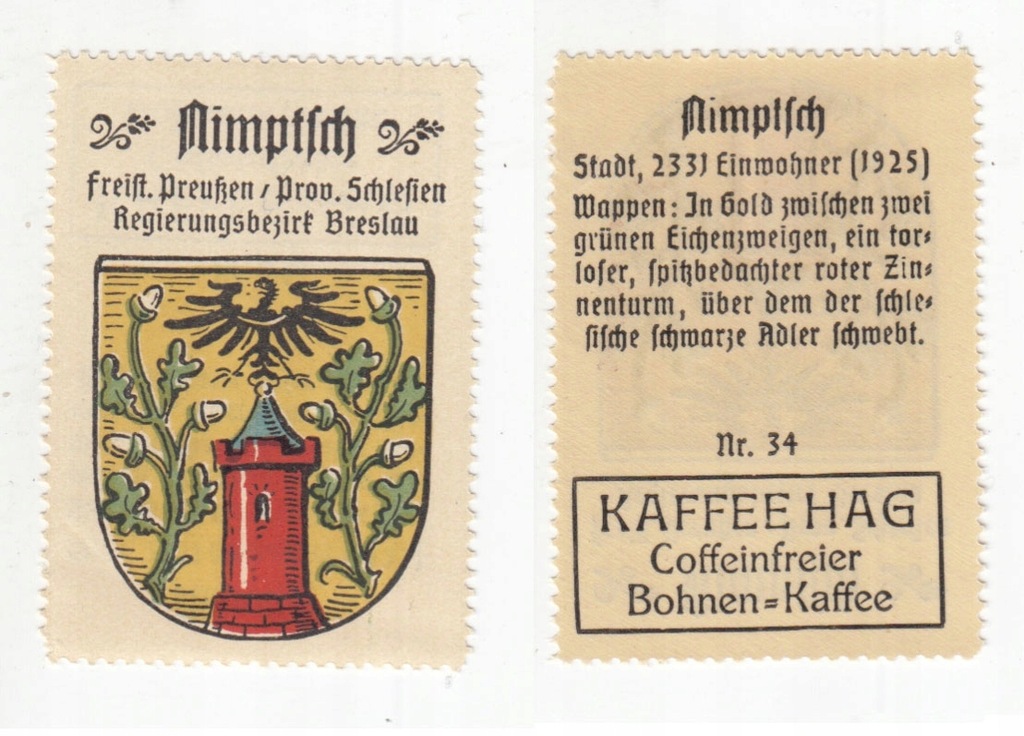 Nimptsch
Freist. Preußen / Prov. Schlesien
Regierungsbezirk Breslau
Nimptsch
Stadt, 2331 Einwohner (1925)
Wappen: In Gold zwischen zwei
grünen Eichenzweigen, ein tor=
loser, spitzbedachter roter Zin=
nenturm, über dem der schle=
sische schwarze Adler schwebt.
Nr. 34
KAFFEE HAG
Coffeinfreier
Bohnen=Kaffee